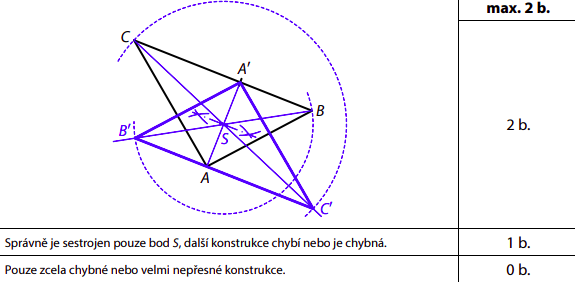 max. 2 b.
C
A′
B
B′
S
A
C′
2 b.
Správně je sestrojen pouze bod S, další konstrukce chybí nebo je chybná.
1 b.
Pouze zcela chybné nebo velmi nepřesné konstrukce.
0 b.